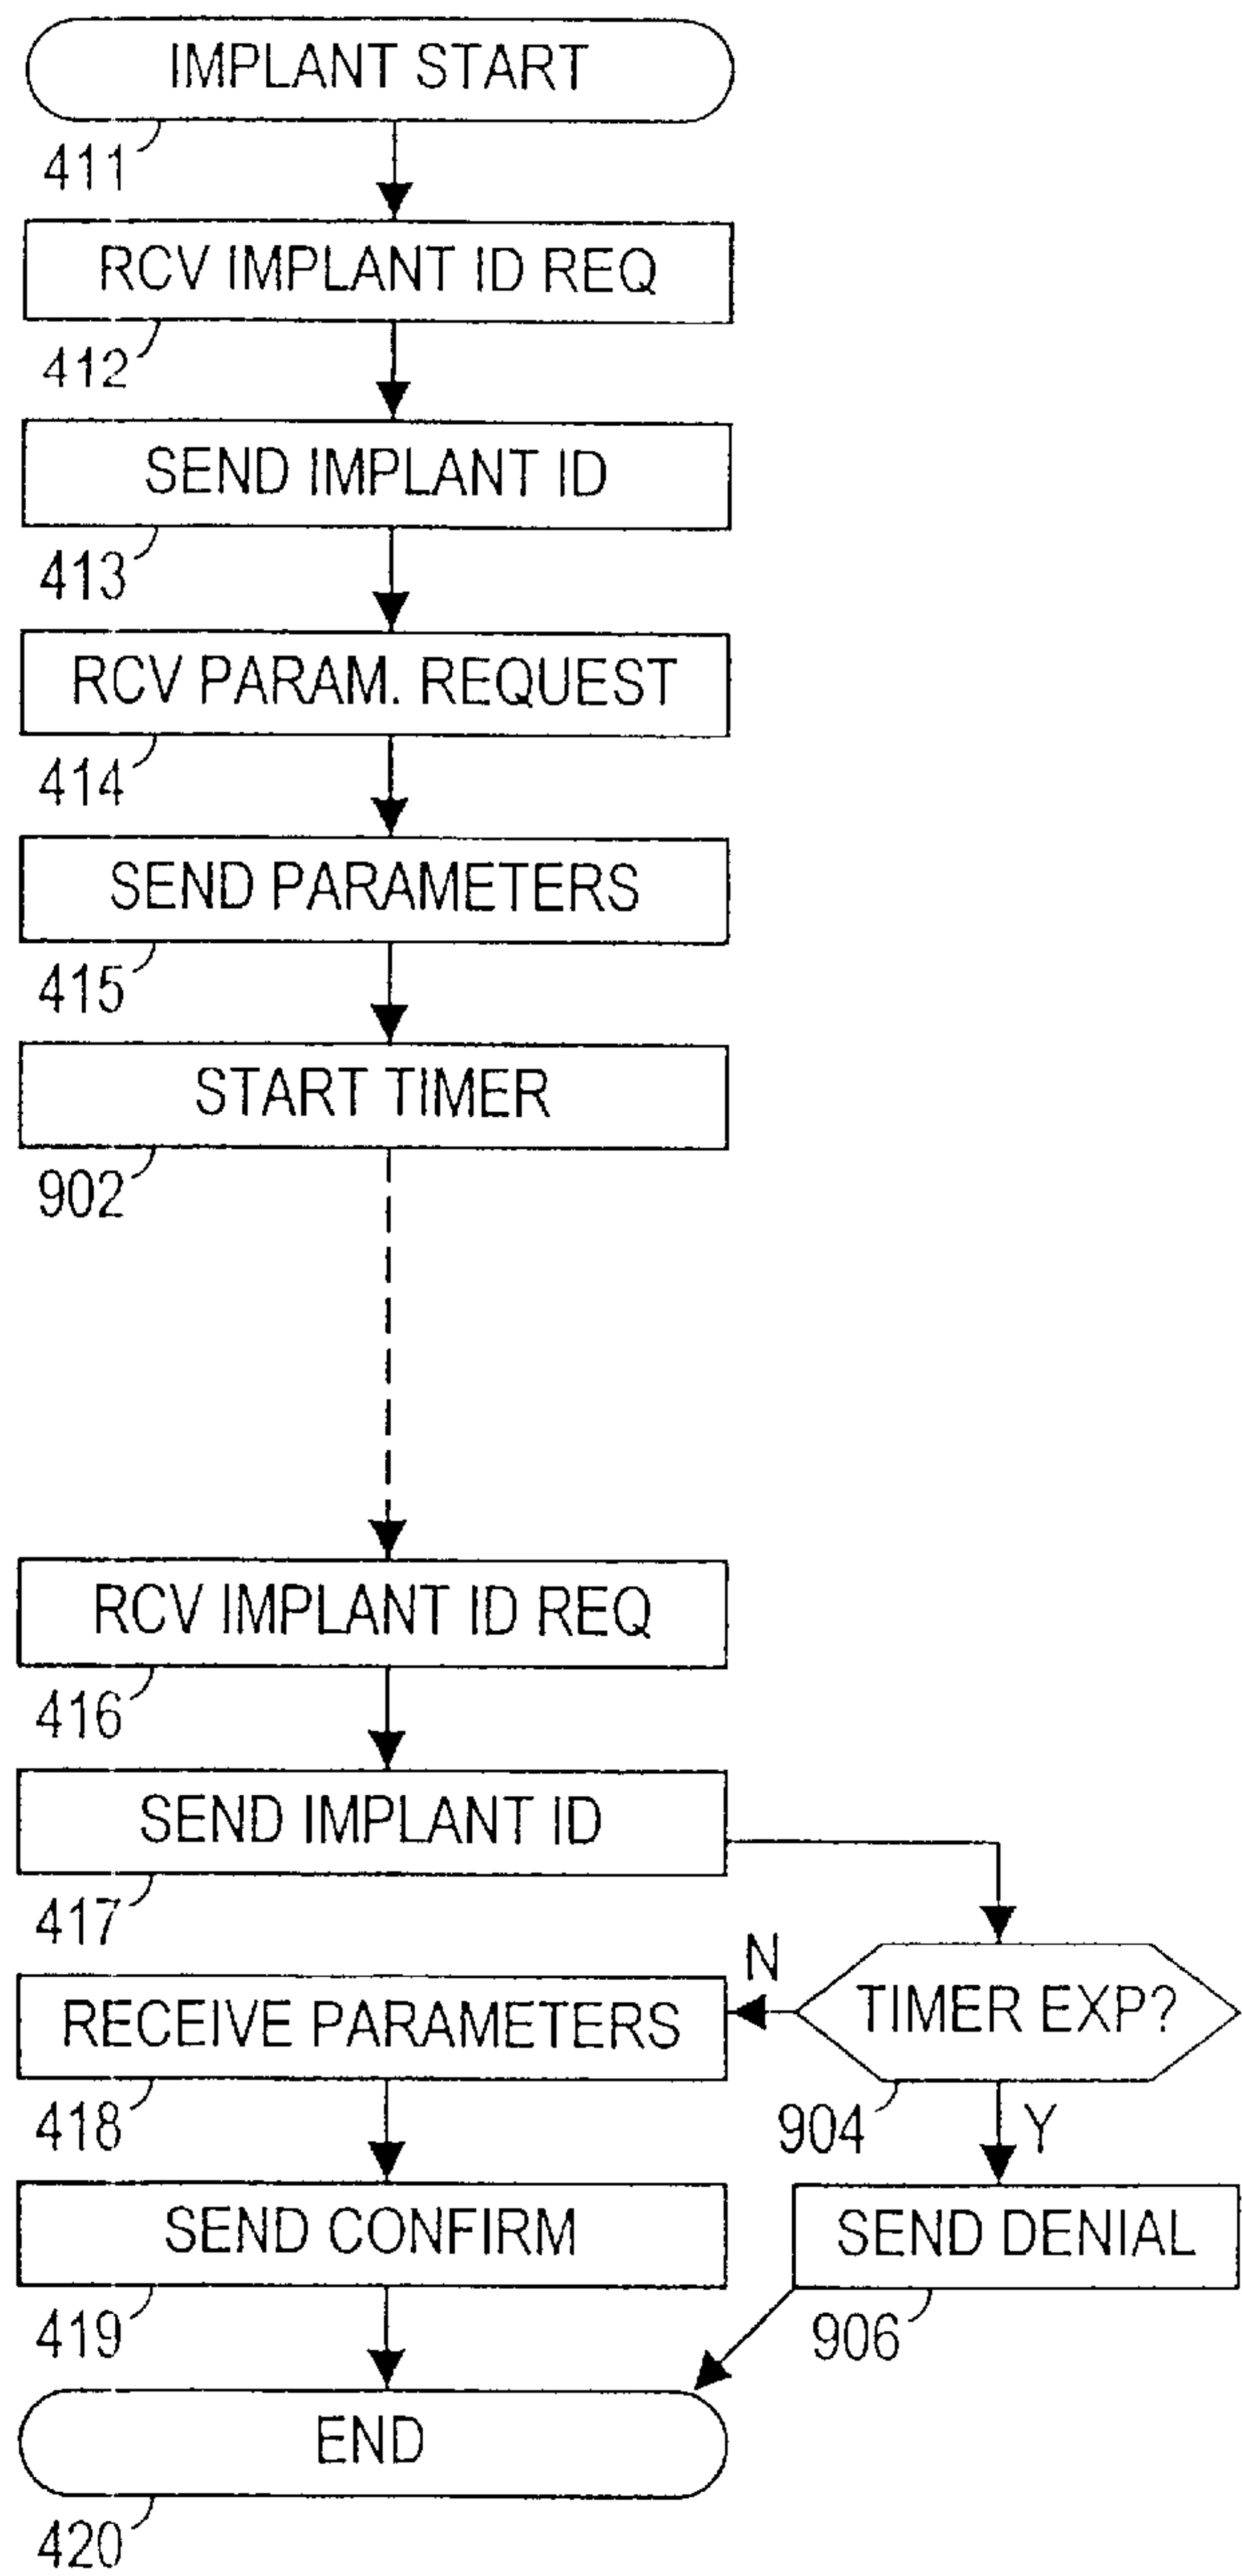 IMPLANT START
411
RCV IMPLANT ID REQ
412
SEND IMPLANT ID
413
RCV PARAM. REQUEST
414
SEND PARAMETERS
415
START TIMER
902
RCV IMPLANT ID REQ
416
SEND IMPLANT ID
417
N
TIMER EXP?
RECEIVE PARAMETERS
418
904
Y
SEND CONFIRM
SEND DENIAL
419
906
END
420